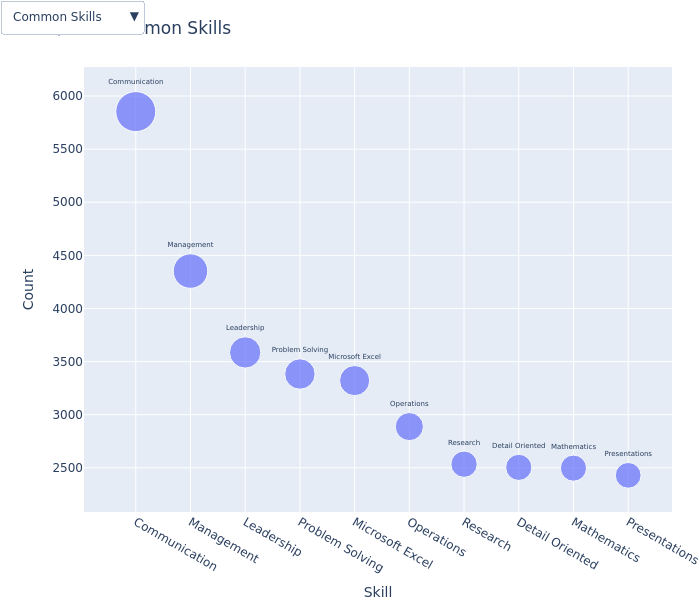 Common Skills ▼
mon Skills
Communication
6000
5500
5000
Management
4500
4000
Leadership
Problem Solving
Microsoft Excel
3500
Operations
3000
Research
Detail Oriented
Mathematics
Presentations
2500
Count
Communication
Management
Leadership
Problem Solving
Microsoft Excel
Operations
Research
Detail Oriented
Mathematics
Presentations
Skill